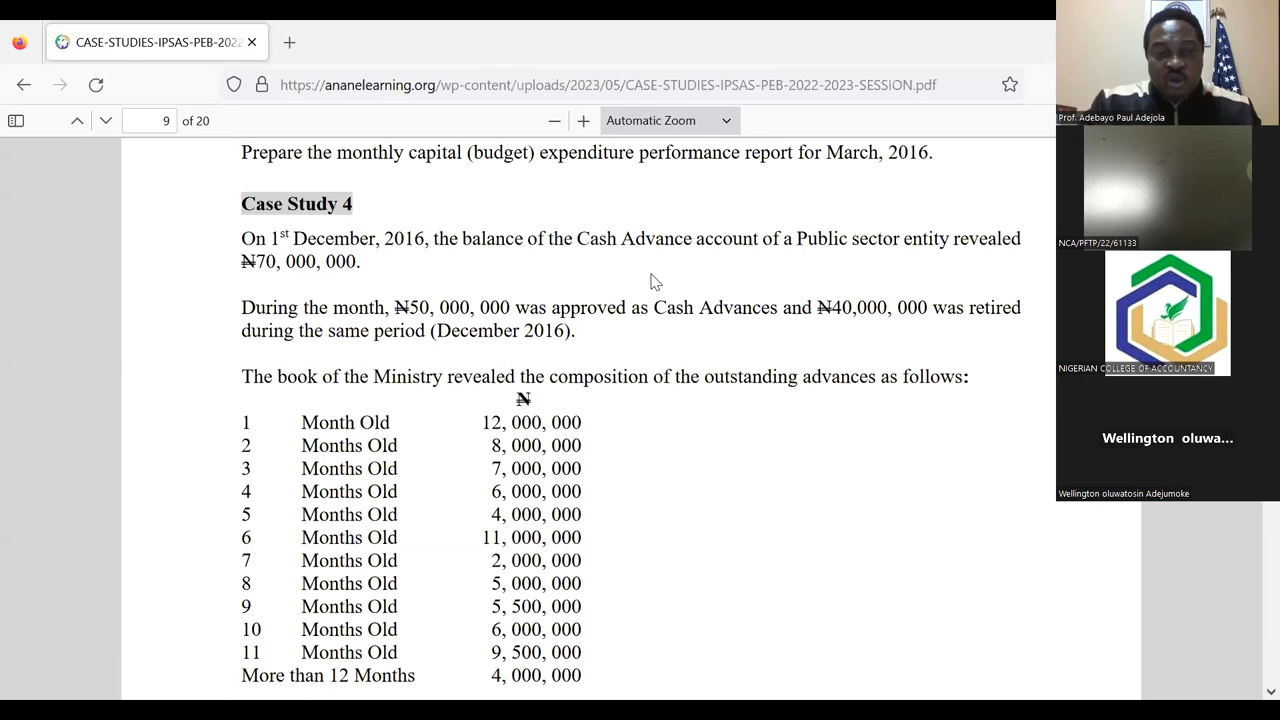 CASE-STUDIES-IPSAS-PEB-2022
https://ananelearning.org/wp-content/uploads/2023/05/CASE-STUDIES-IPSAS-PEB-2022-2023-SESSION.pdf
9 of 20
Automatic Zoom
Prepare the monthly capital (budget) expenditure performance report for March, 2016.
Case Study 4
On 1st December, 2016, the balance of the Cash Advance account of a Public sector entity revealed
₦70, 000, 000.
During the month, ₦50, 000, 000 was approved as Cash Advances and ₦40,000, 000 was retired
during the same period (December 2016).
The book of the Ministry revealed the composition of the outstanding advances as follows:
₦
1 Month Old 12, 000, 000
2 Months Old 8, 000, 000
3 Months Old 7, 000, 000
4 Months Old 6, 000, 000
5 Months Old 4, 000, 000
6 Months Old 11, 000, 000
7 Months Old 2, 000, 000
8 Months Old 5, 000, 000
9 Months Old 5, 500, 000
10 Months Old 6, 000, 000
11 Months Old 9, 500, 000
More than 12 Months 4, 000, 000
Prof. Adebayo Paul Adejola
NCA/PFTP/22/61133
NIGERIAN COLLEGE OF ACCOUNTANCY
Wellington oluwa...
Wellington oluwatosin Adejumoke